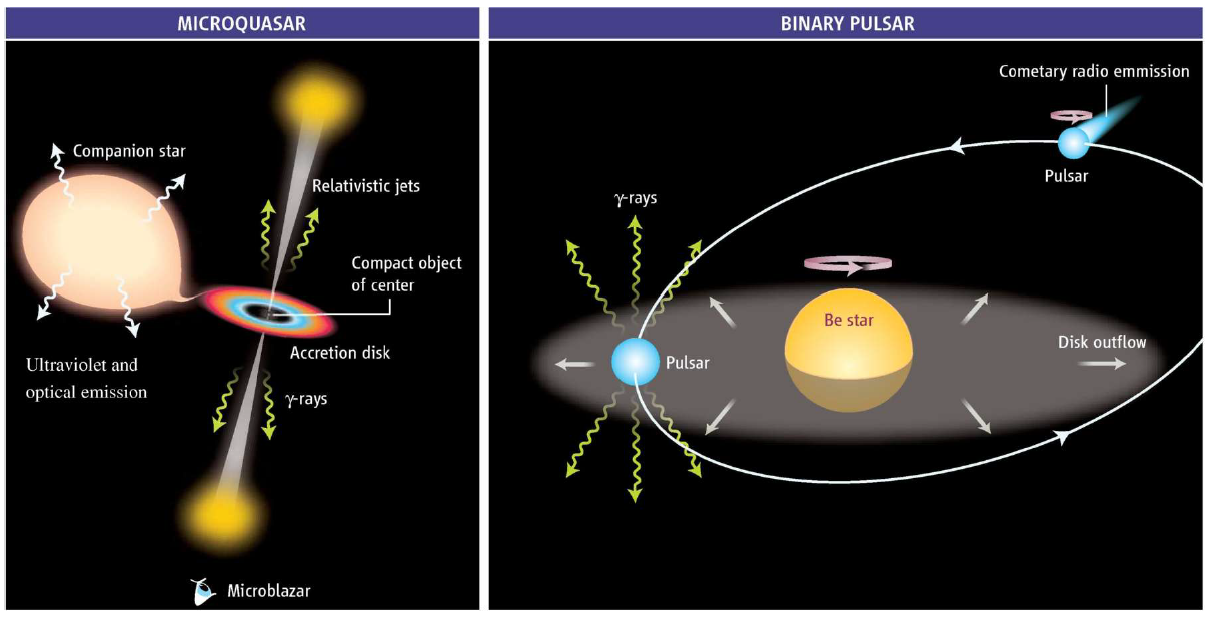 MICROQUASAR
Companion star
Relativistic jets
Compact object
of center
Accretion disk
Ultraviolet and
optical emission
γ-rays
Microblazar
BINARY PULSAR
Cometary radio emmission
Pulsar
γ-rays
Be star
Disk outflow
Pulsar